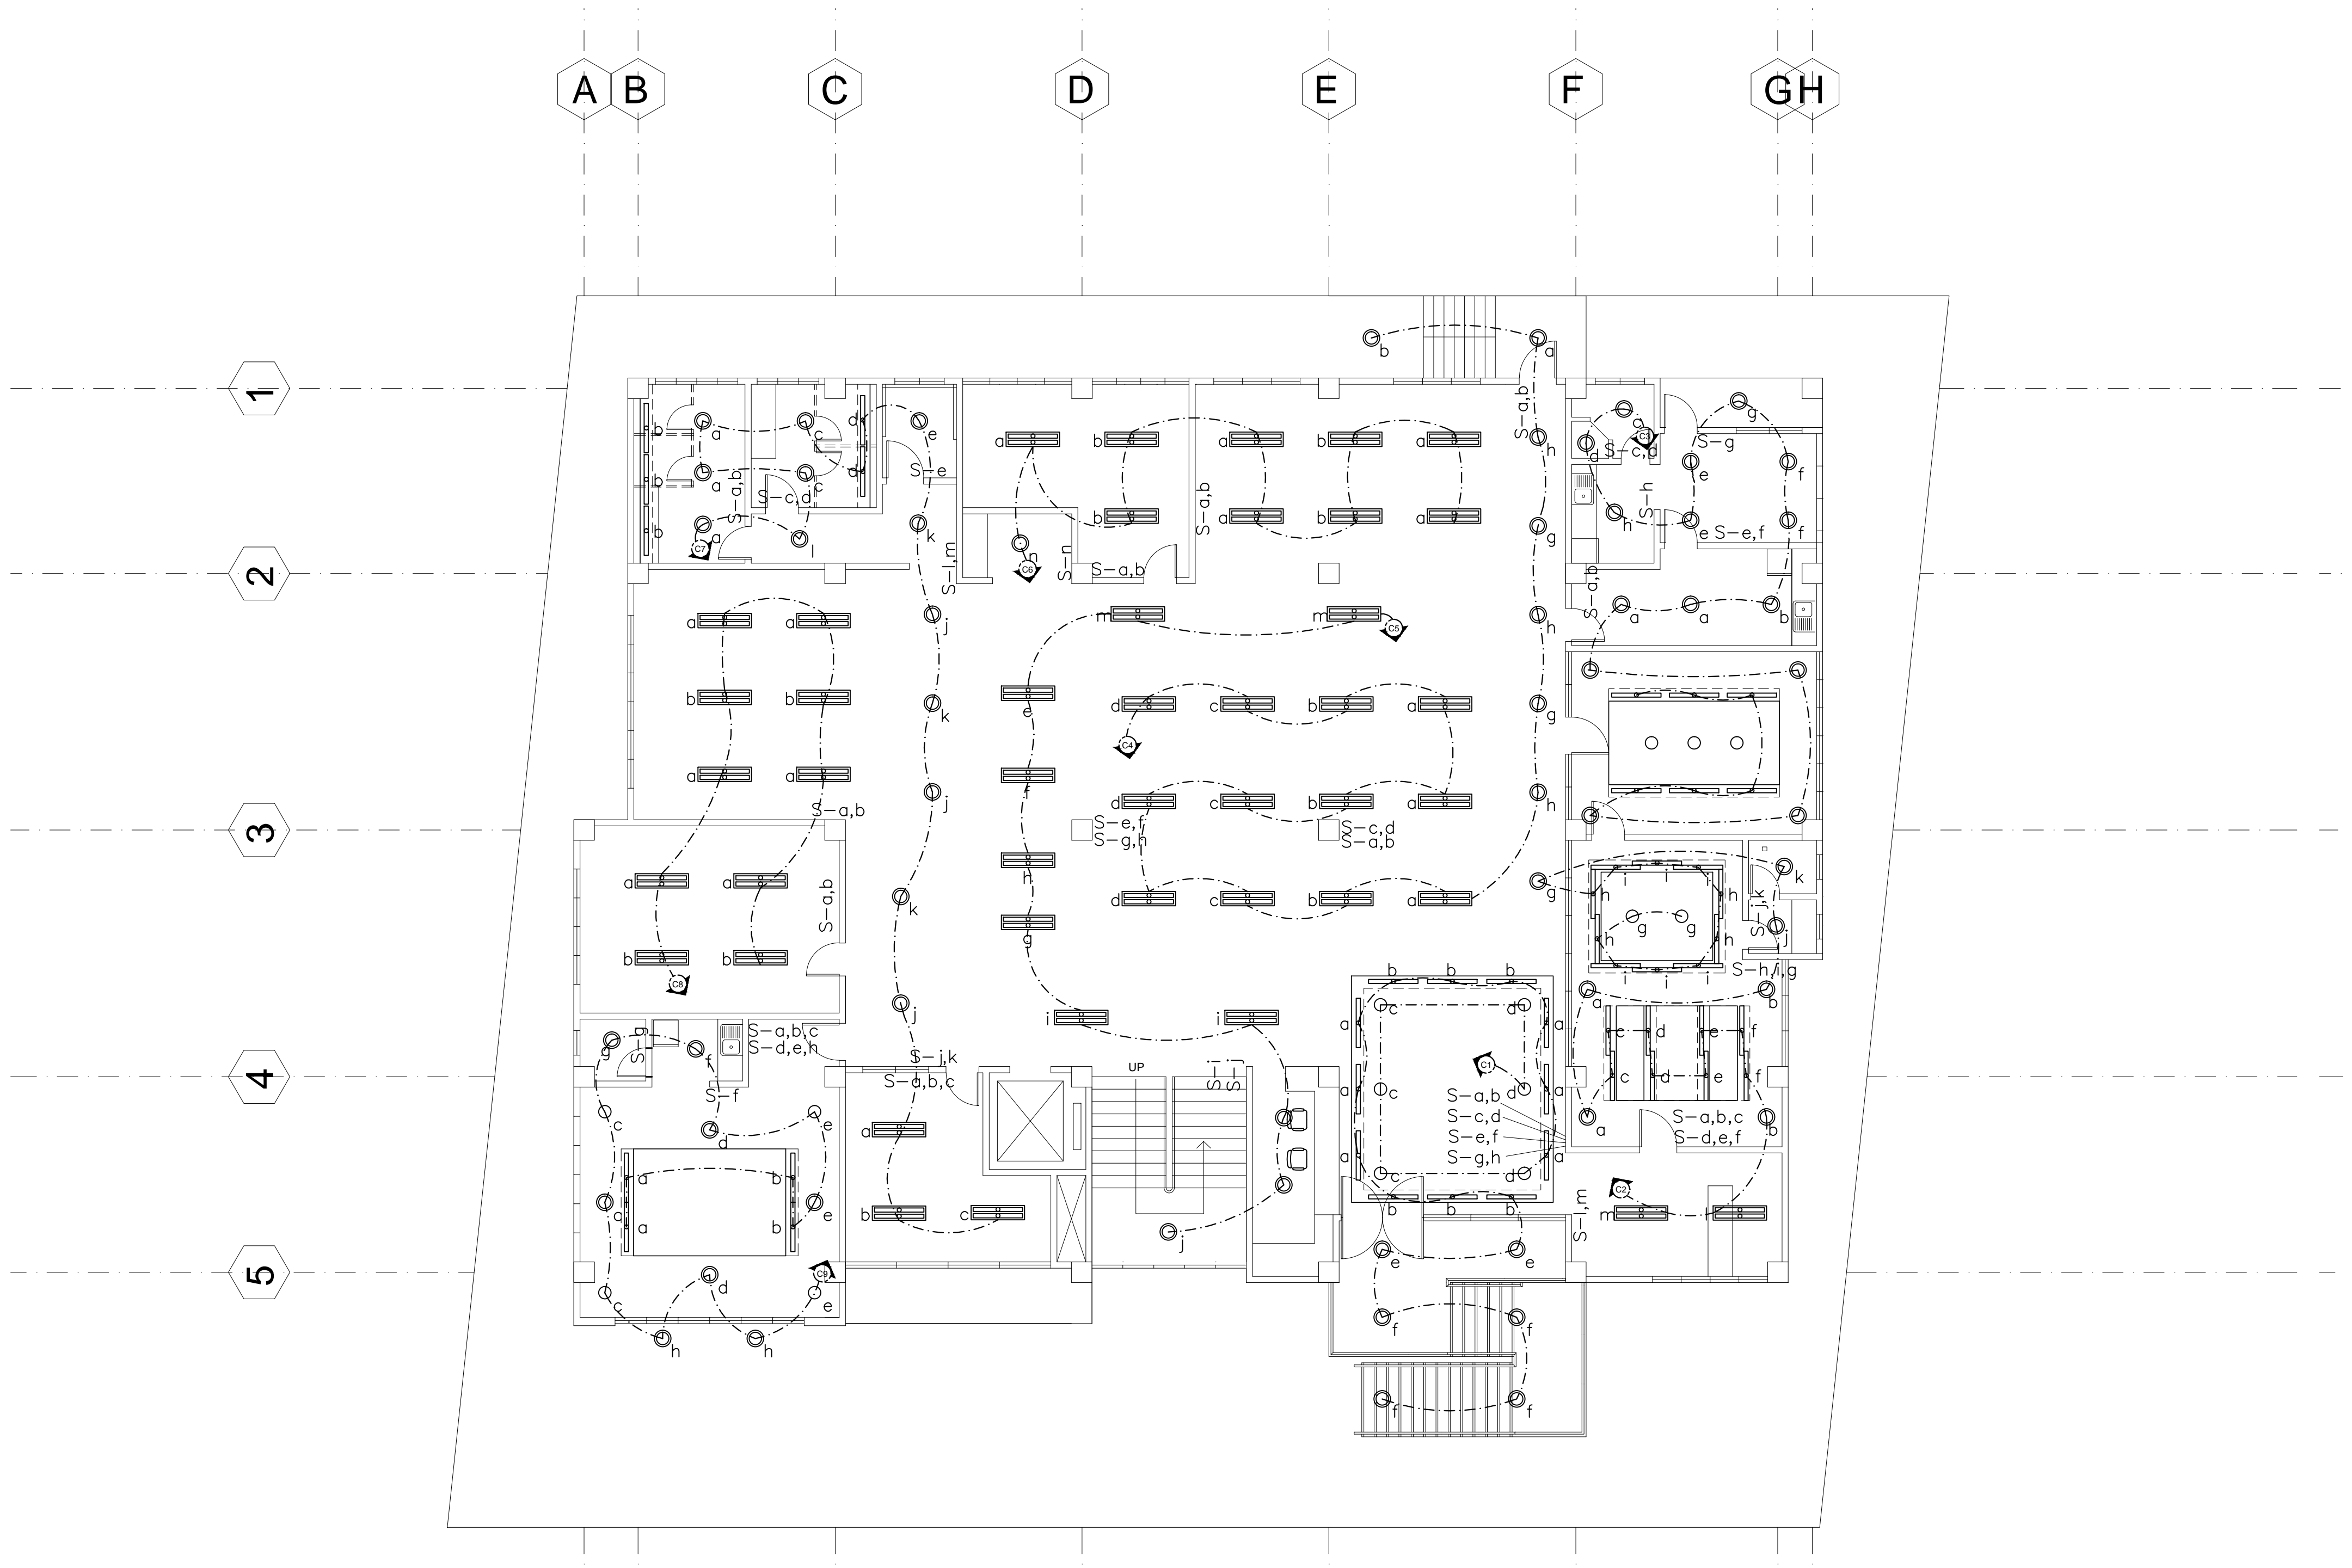 A B C D E F G H
b a
1
b a c d e g
S-a,b c C3
a b a b a h S-g
S-e d S-c,d
b a c d e f
S-a,b S-c,d S-h
b b a b a h
b a l k g e S-e,f f
C7 S-a,b
n
2
S-l,m C6 S-n S-a,b S-a,b
a a j m m C5 h a a b
b b k e d c b a g
C4
a a j f d c b a h
S-a,b
3
S-e,f S-c,d
S-g,h S-a,b
a a k h d c b a g h i i i h k
S-a,b g g S-j,k
b b g h h j
C8 b b b i i i S-h,i,g
j i i a c d a a b
g S-g S-a,b,c c d e f
S-d,e,h
f S-j,k UP S-i S-j C1
4
S-a,b,c a c d a c d e f
S-f S-a,b
c e a S-c,d a S-a,b,c b
d S-e,f S-d,e,f
a b a S-g,h a
c d C2
a e b c b b b S-l,m m l
a b
j
e e
5
d C9
c e
f f
h h
f f